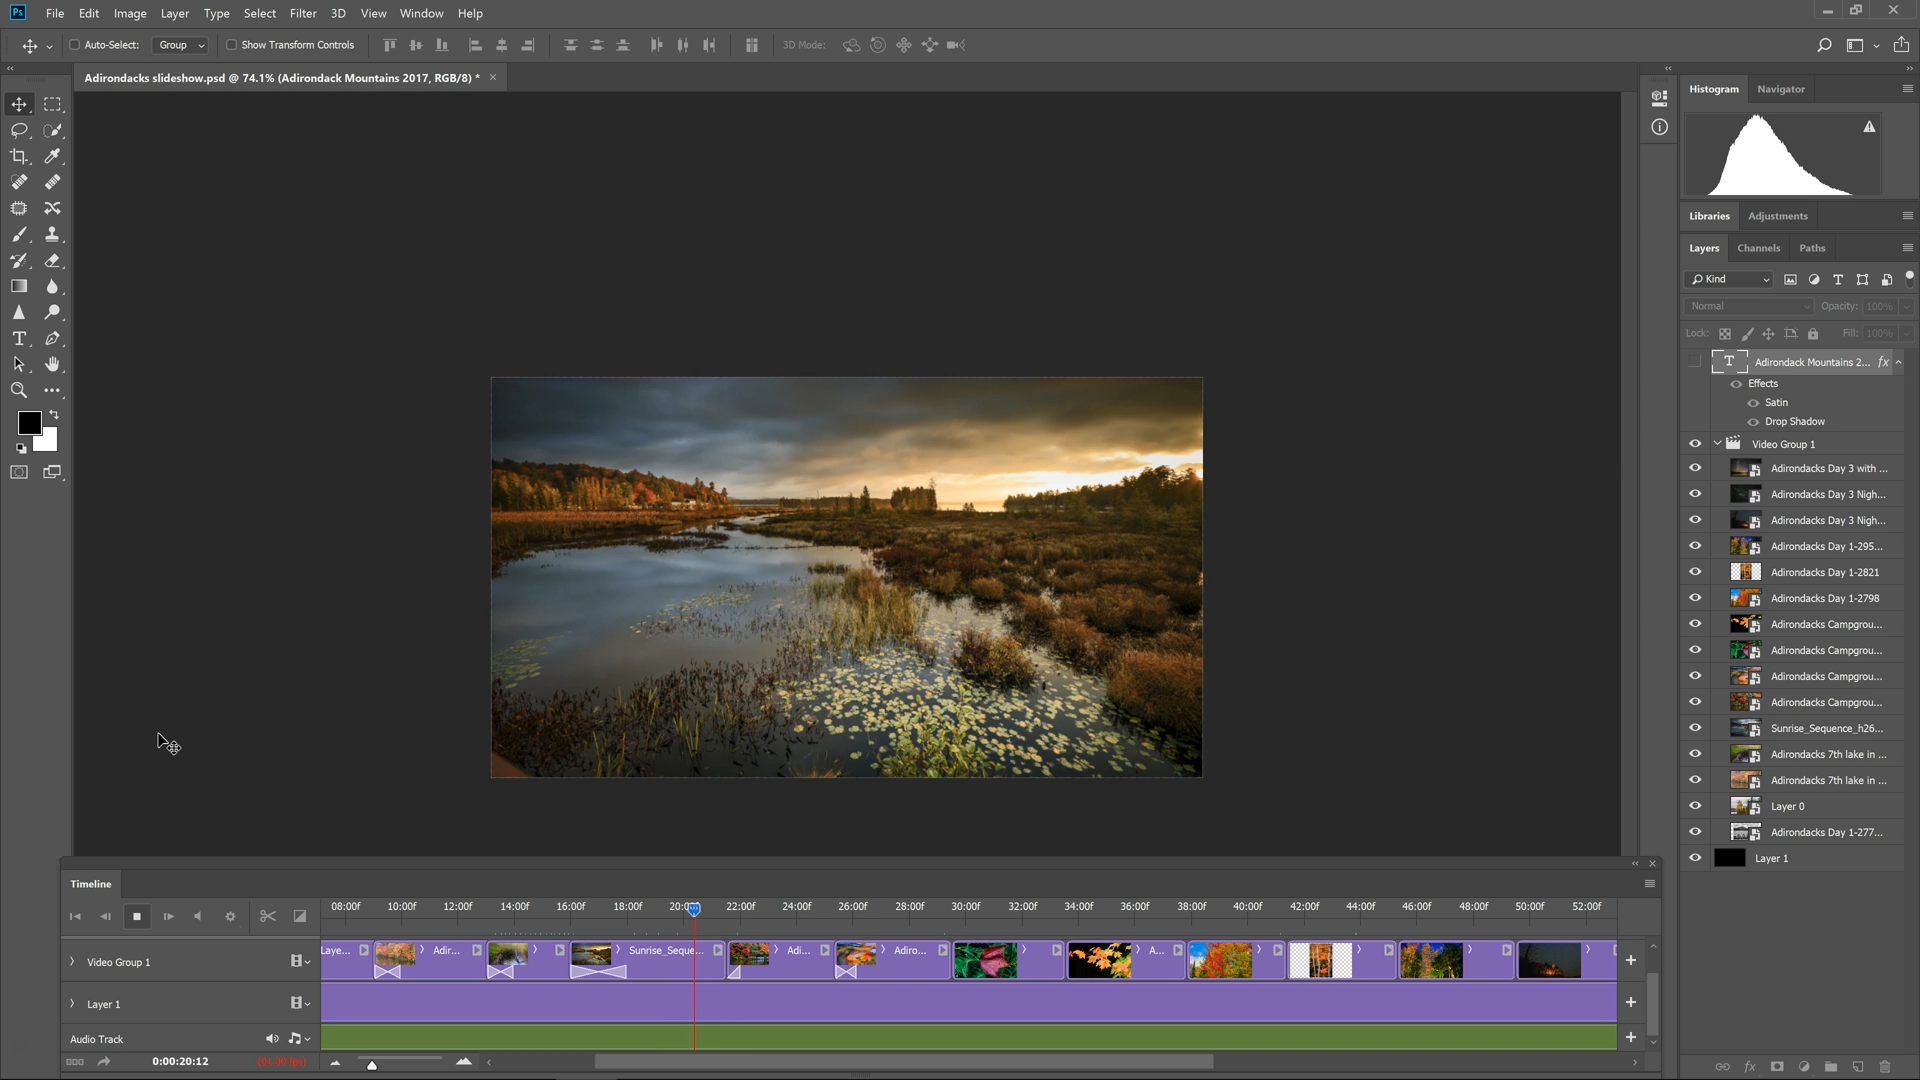 Ps File Edit Image Layer Type Select Filter 3D View Window Help
Auto-Select: Group Show Transform Controls 3D Mode:
Adirondacks slideshow.psd @ 74.1% (Adirondack Mountains 2017, RGB/8) * ×
Histogram Navigator
Libraries Adjustments
Layers Channels Paths
Kind
Normal Opacity: 100%
Lock: Fill: 100%
Adirondack Mountains 2... fx
Effects
Satin
Drop Shadow
Video Group 1
Adirondacks Day 3 with ...
Adirondacks Day 3 Nigh...
Adirondacks Day 3 Nigh...
Adirondacks Day 1-295...
Adirondacks Day 1-2821
Adirondacks Day 1-2798
Adirondacks Campgrou...
Adirondacks Campgrou...
Adirondacks Campgrou...
Adirondacks Campgrou...
Sunrise_Sequence_h26...
Adirondacks 7th lake in ...
Adirondacks 7th lake in ...
Layer 0
Adirondacks Day 1-277...
Layer 1
Timeline
08:00f 10:00f 12:00f 14:00f 16:00f 18:00f 22:00f 24:00f 26:00f 28:00f 30:00f 32:00f 34:00f 36:00f 38:00f 40:00f 42:00f 44:00f 46:00f 48:00f 50:00f 52:00f
Video Group 1 Laye... Adir... Sunrise_Seque... Adi... Adiro... A...
Layer 1
Audio Track
0:00:20:12
fx